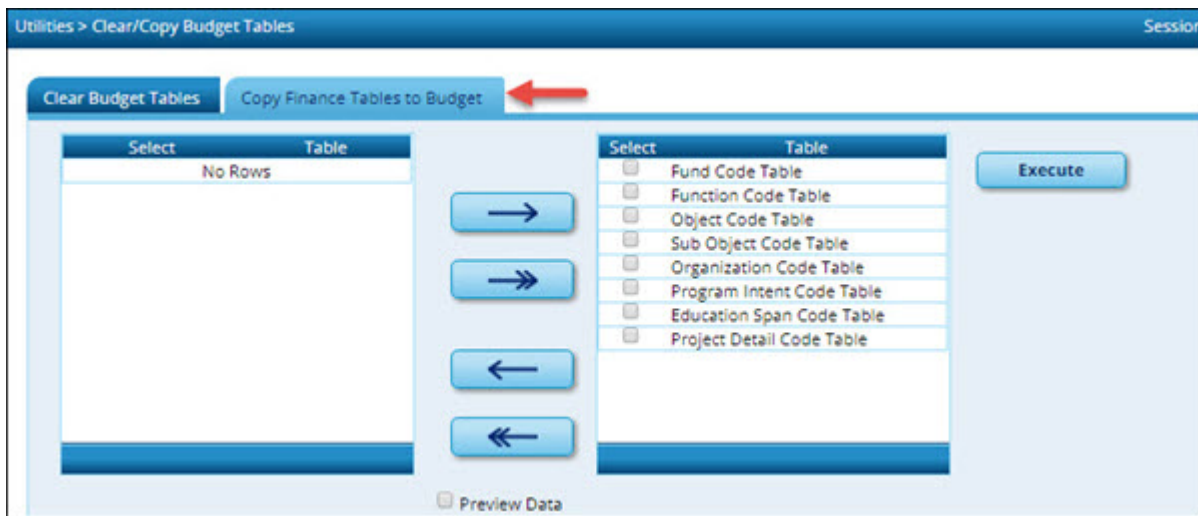 Utilities > Clear/Copy Budget Tables Session
Clear Budget Tables Copy Finance Tables to Budget
Select Table
No Rows
Select Table
Fund Code Table
Function Code Table
Object Code Table
Sub Object Code Table
Organization Code Table
Program Intent Code Table
Education Span Code Table
Project Detail Code Table
Execute
Preview Data